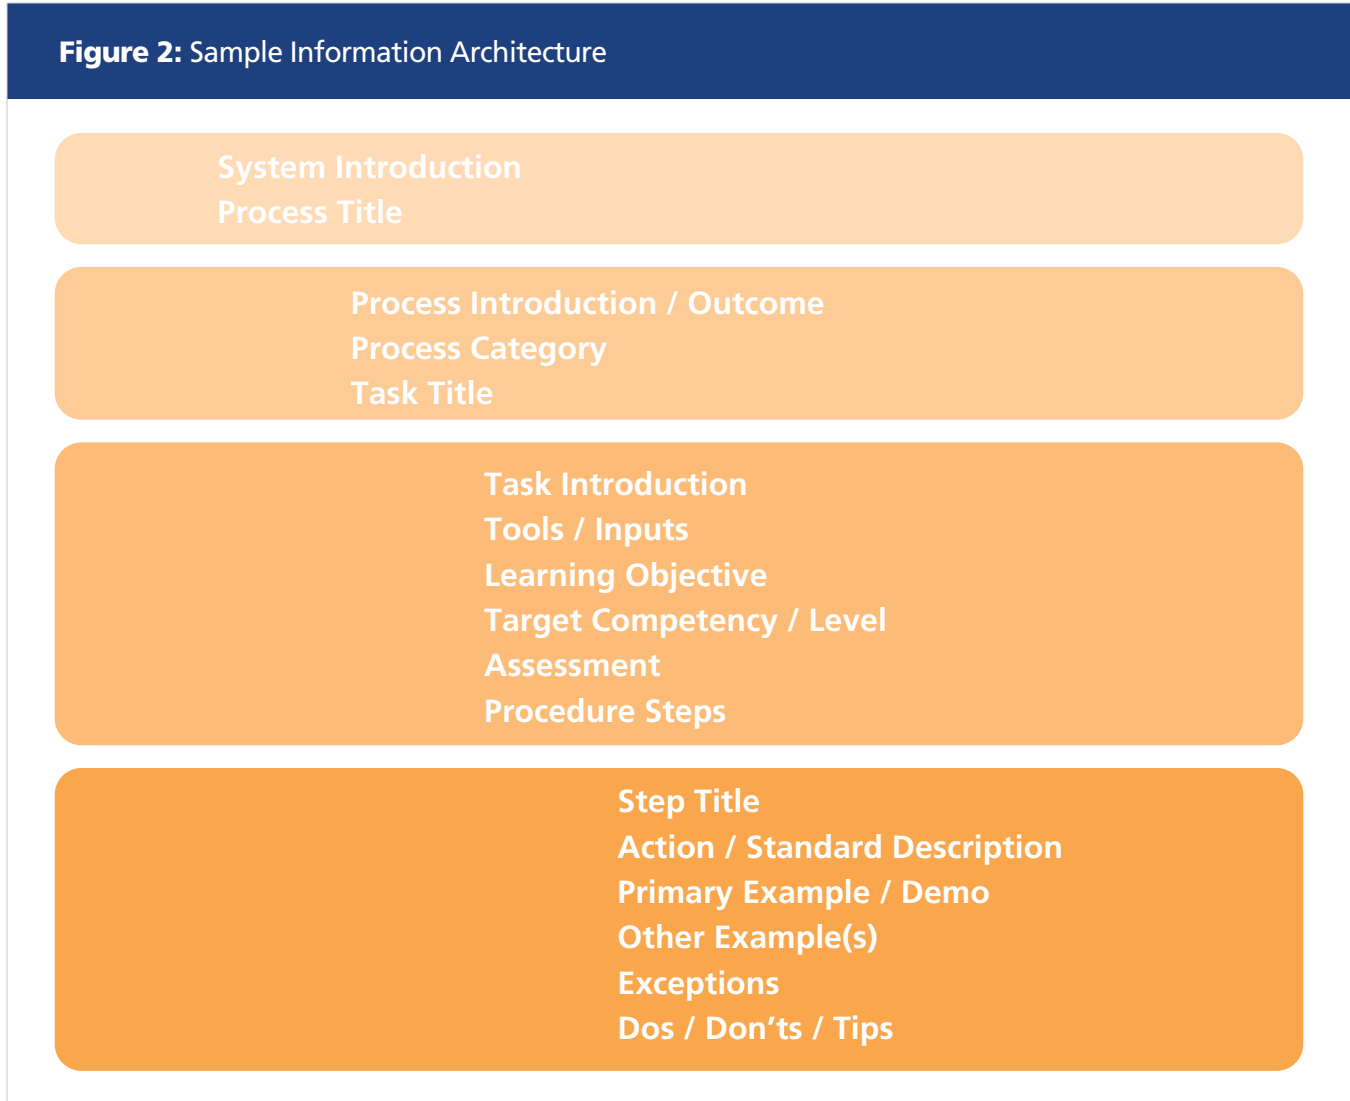 Figure 2: Sample Information Architecture
System Introduction
Process Title
Process Introduction / Outcome
Process Category
Task Title
Task Introduction
Tools / Inputs
Learning Objective
Target Competency / Level
Assessment
Procedure Steps
Step Title
Action / Standard Description
Primary Example / Demo
Other Example(s)
Exceptions
Dos / Don’ts / Tips